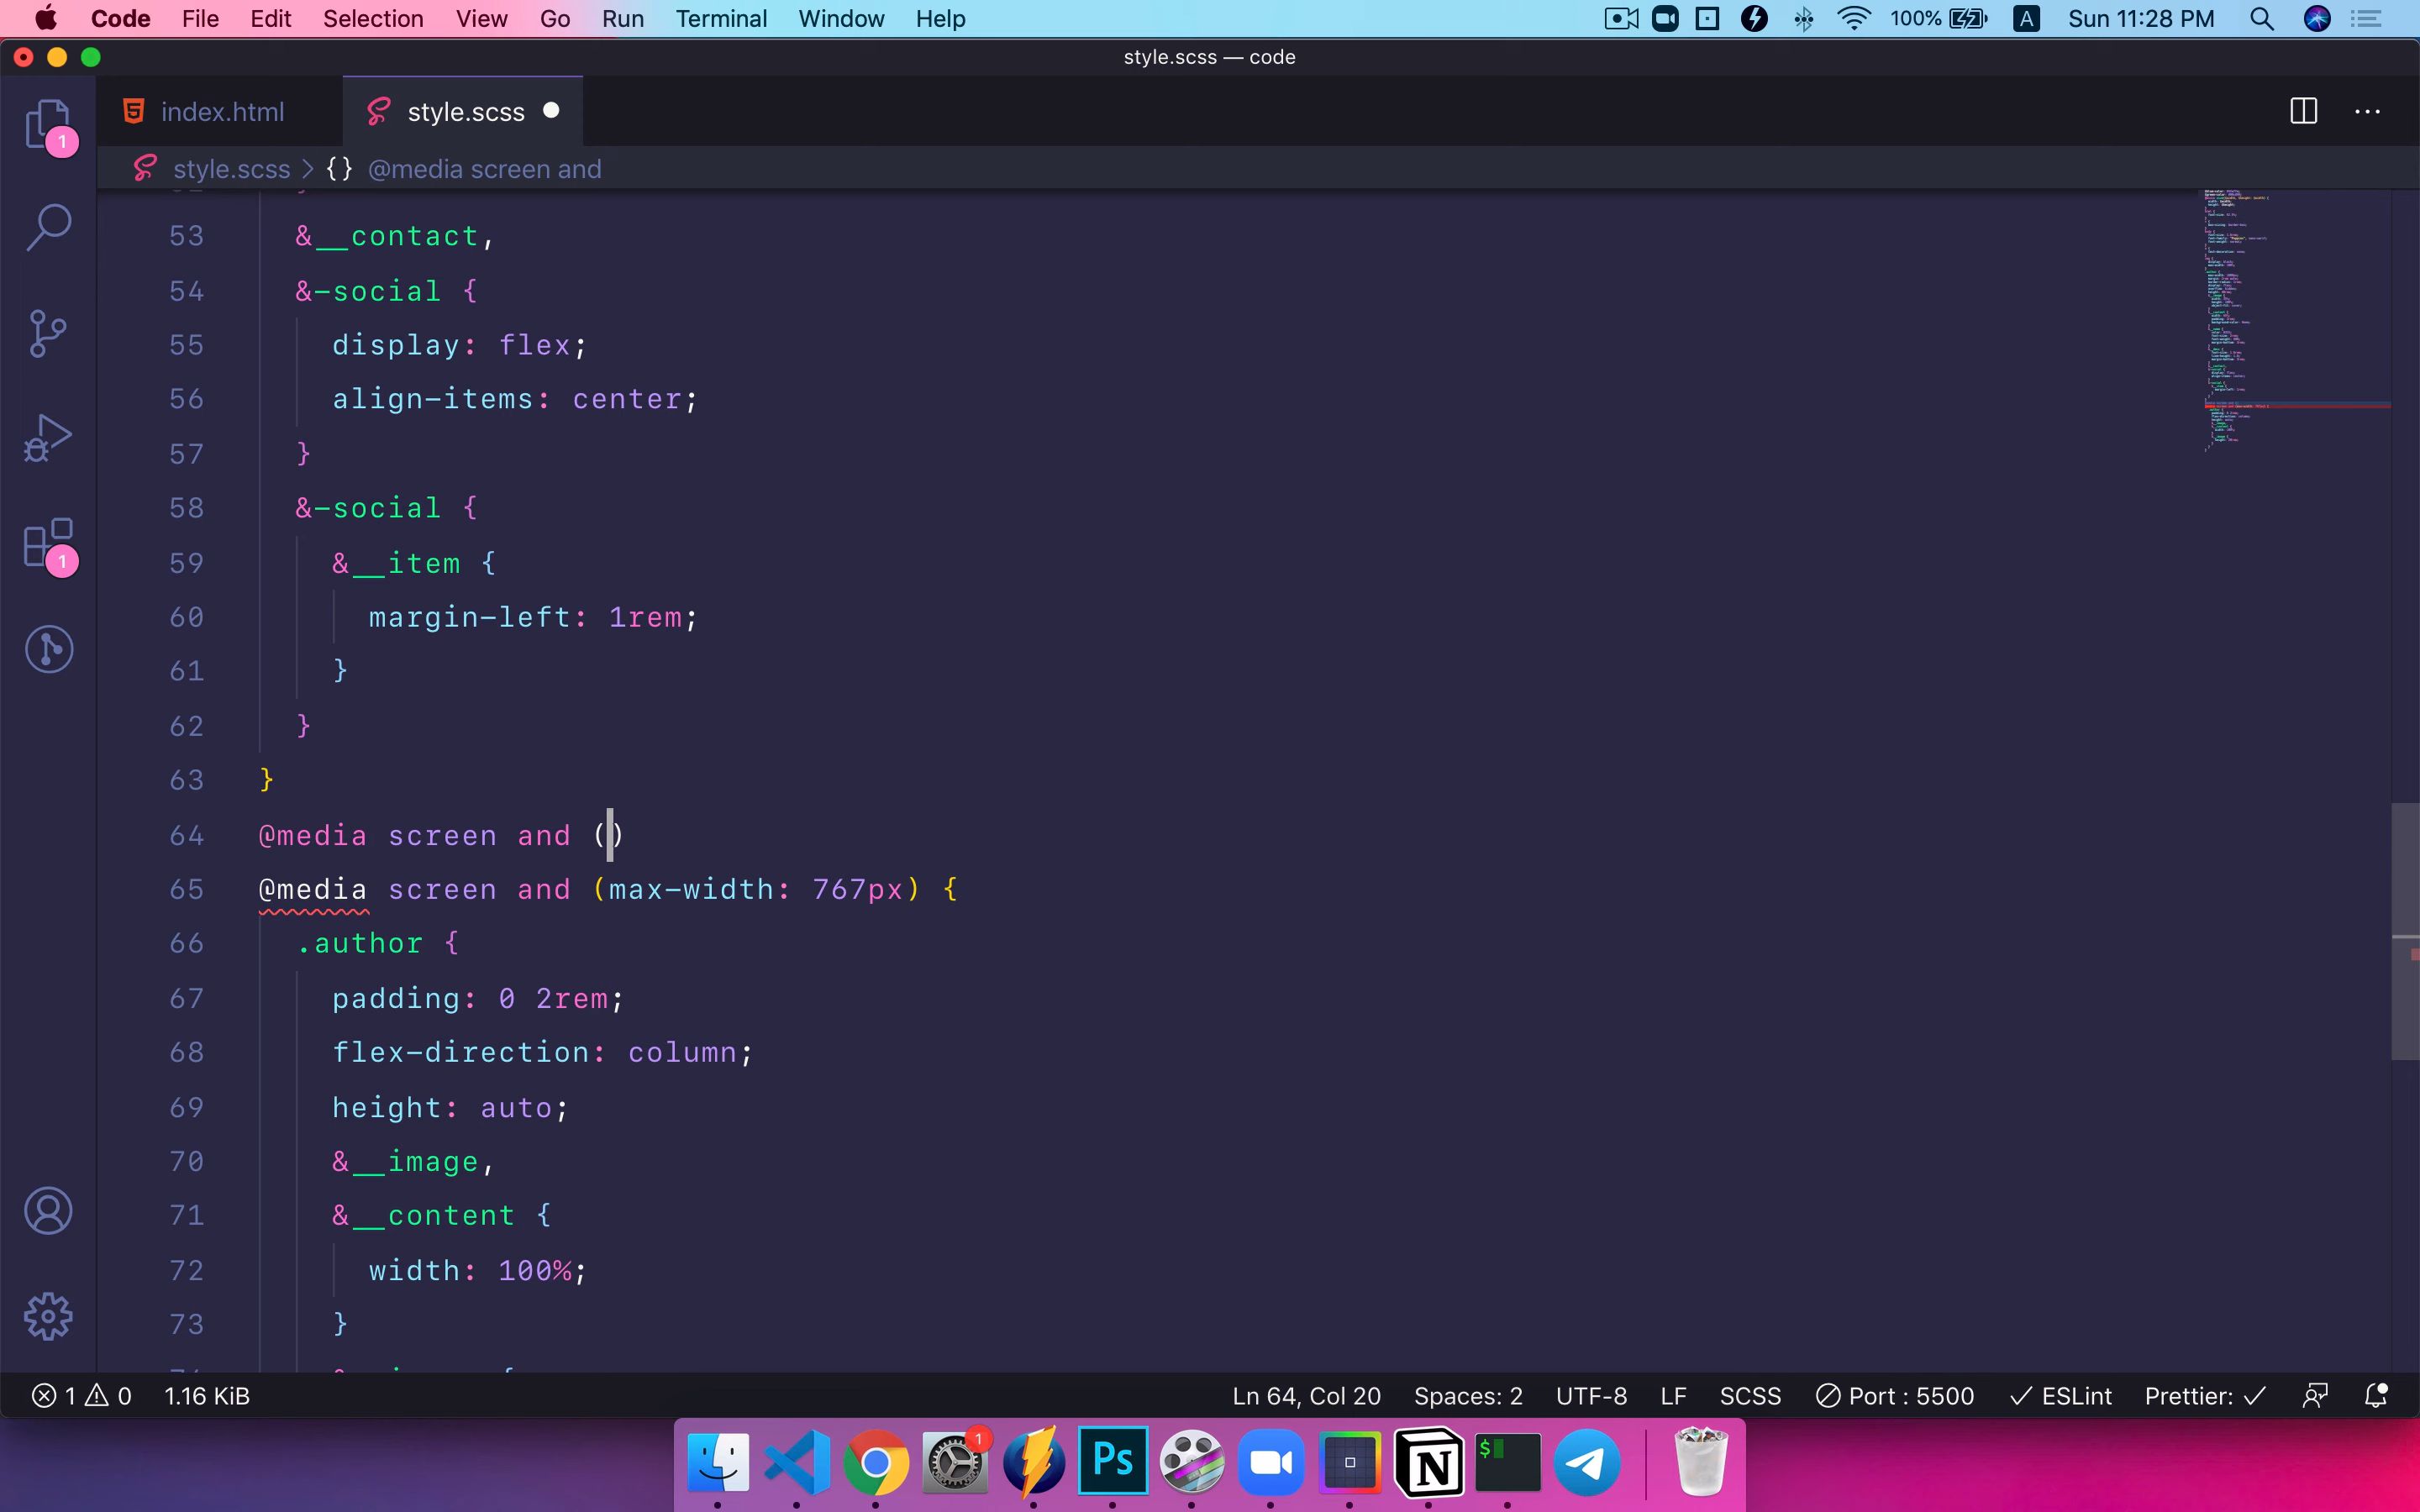 Code File Edit Selection View Go Run Terminal Window Help 100% A Sun 11:28 PM
style.scss — code
index.html style.scss
1
style.scss > {} @media screen and
53 &__contact,
54 &-social {
55 display: flex;
56 align-items: center;
57 }
58 &-social {
59 &__item {
60 margin-left: 1rem;
61 }
62 }
63 }
64 @media screen and ()
65 @media screen and (max-width: 767px) {
66 .author {
67 padding: 0 2rem;
68 flex-direction: column;
69 height: auto;
70 &__image,
71 &__content {
72 width: 100%;
73 }
1
1 0 1.16 KiB Ln 64, Col 20 Spaces: 2 UTF-8 LF SCSS Port : 5500 ESLint Prettier:
1 Ps N $